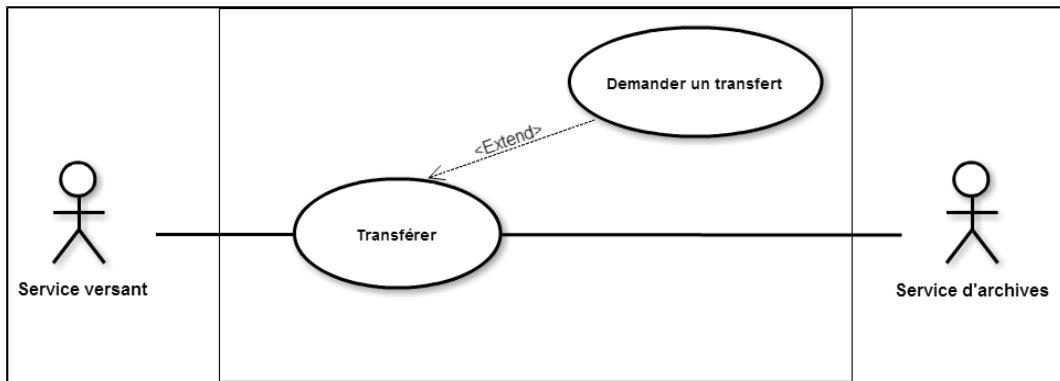 Demander un transfert
<Extend>
Transférer
Service versant
Service d'archives